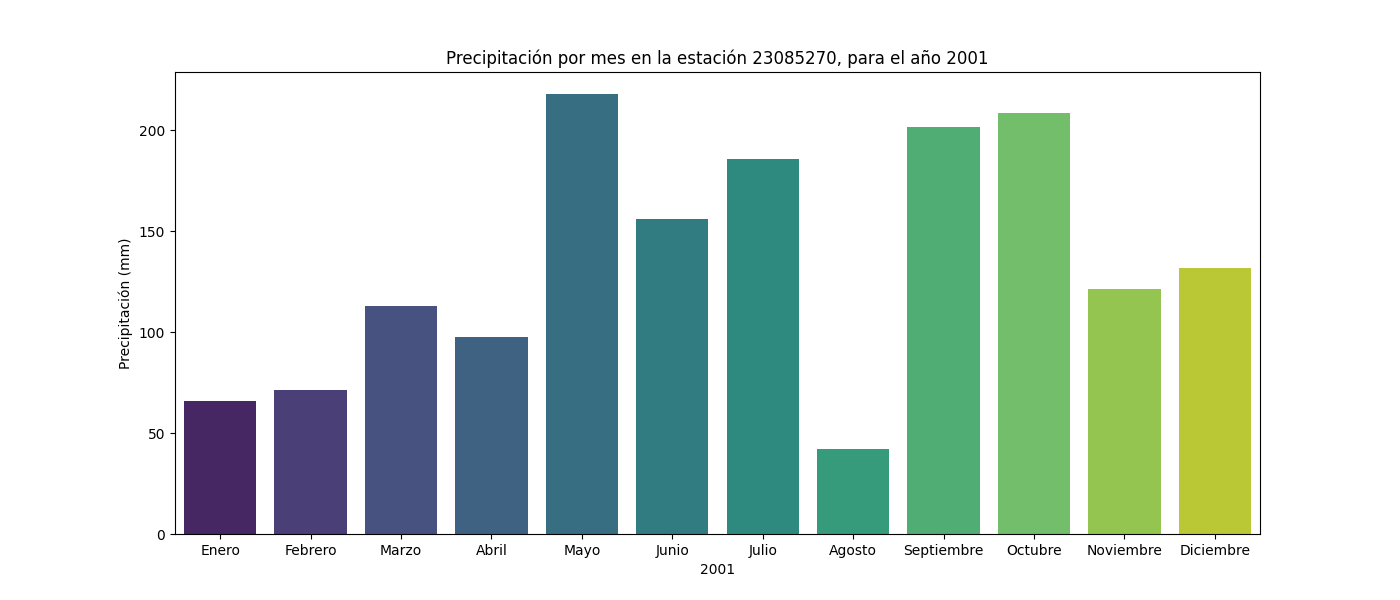 Precipitación por mes en la estación 23085270, para el año 2001
Precipitación (mm)
200
150
100
50
0
Enero Febrero Marzo Abril Mayo Junio Julio Agosto Septiembre Octubre Noviembre Diciembre
2001